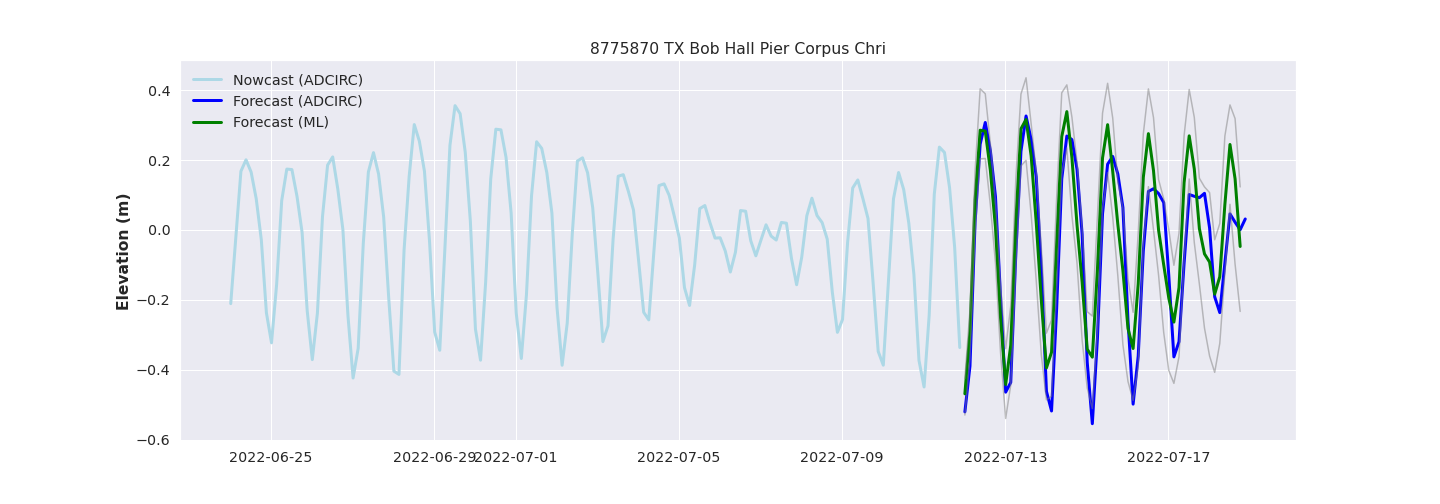 8775870 TX Bob Hall Pier Corpus Chri
Nowcast (ADCIRC)
Forecast (ADCIRC)
Forecast (ML)
Elevation (m)
0.4
0.2
0.0
−0.2
−0.4
−0.6
2022-06-25 2022-06-29 2022-07-01 2022-07-05 2022-07-09 2022-07-13 2022-07-17